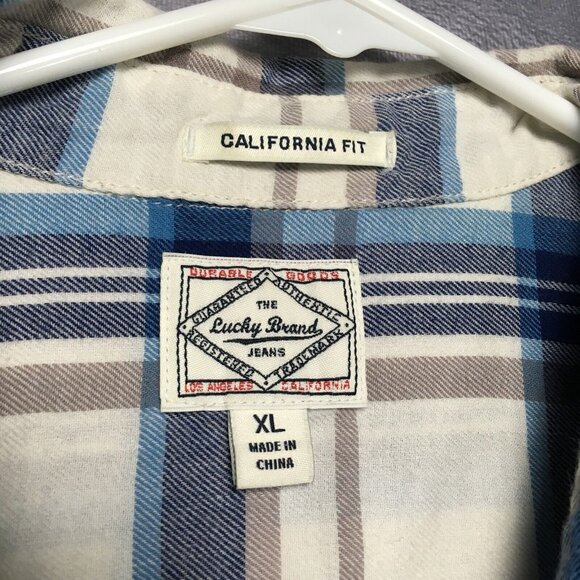 CALIFORNIA FIT
DURABLE GOODS
GUARANTEED AUTHENTIC
THE
Lucky Brand
JEANS
REGISTERED TRADEMARK
LOS ANGELES CALIFORNIA
XL
MADE IN
CHINA